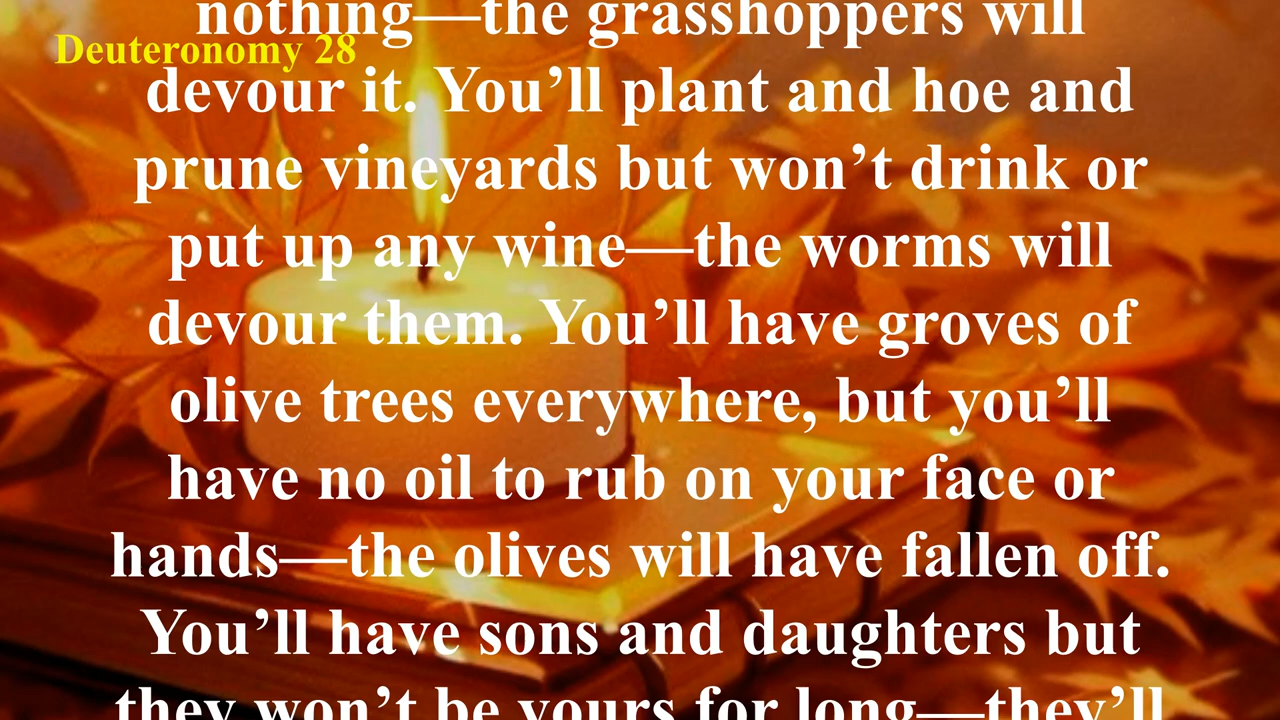 nothing—the grasshoppers will
Deuteronomy 28
devour it. You’ll plant and hoe and
prune vineyards but won’t drink or
put up any wine—the worms will
devour them. You’ll have groves of
olive trees everywhere, but you’ll
have no oil to rub on your face or
hands—the olives will have fallen off.
You’ll have sons and daughters but
they won’t be yours for long—they’ll